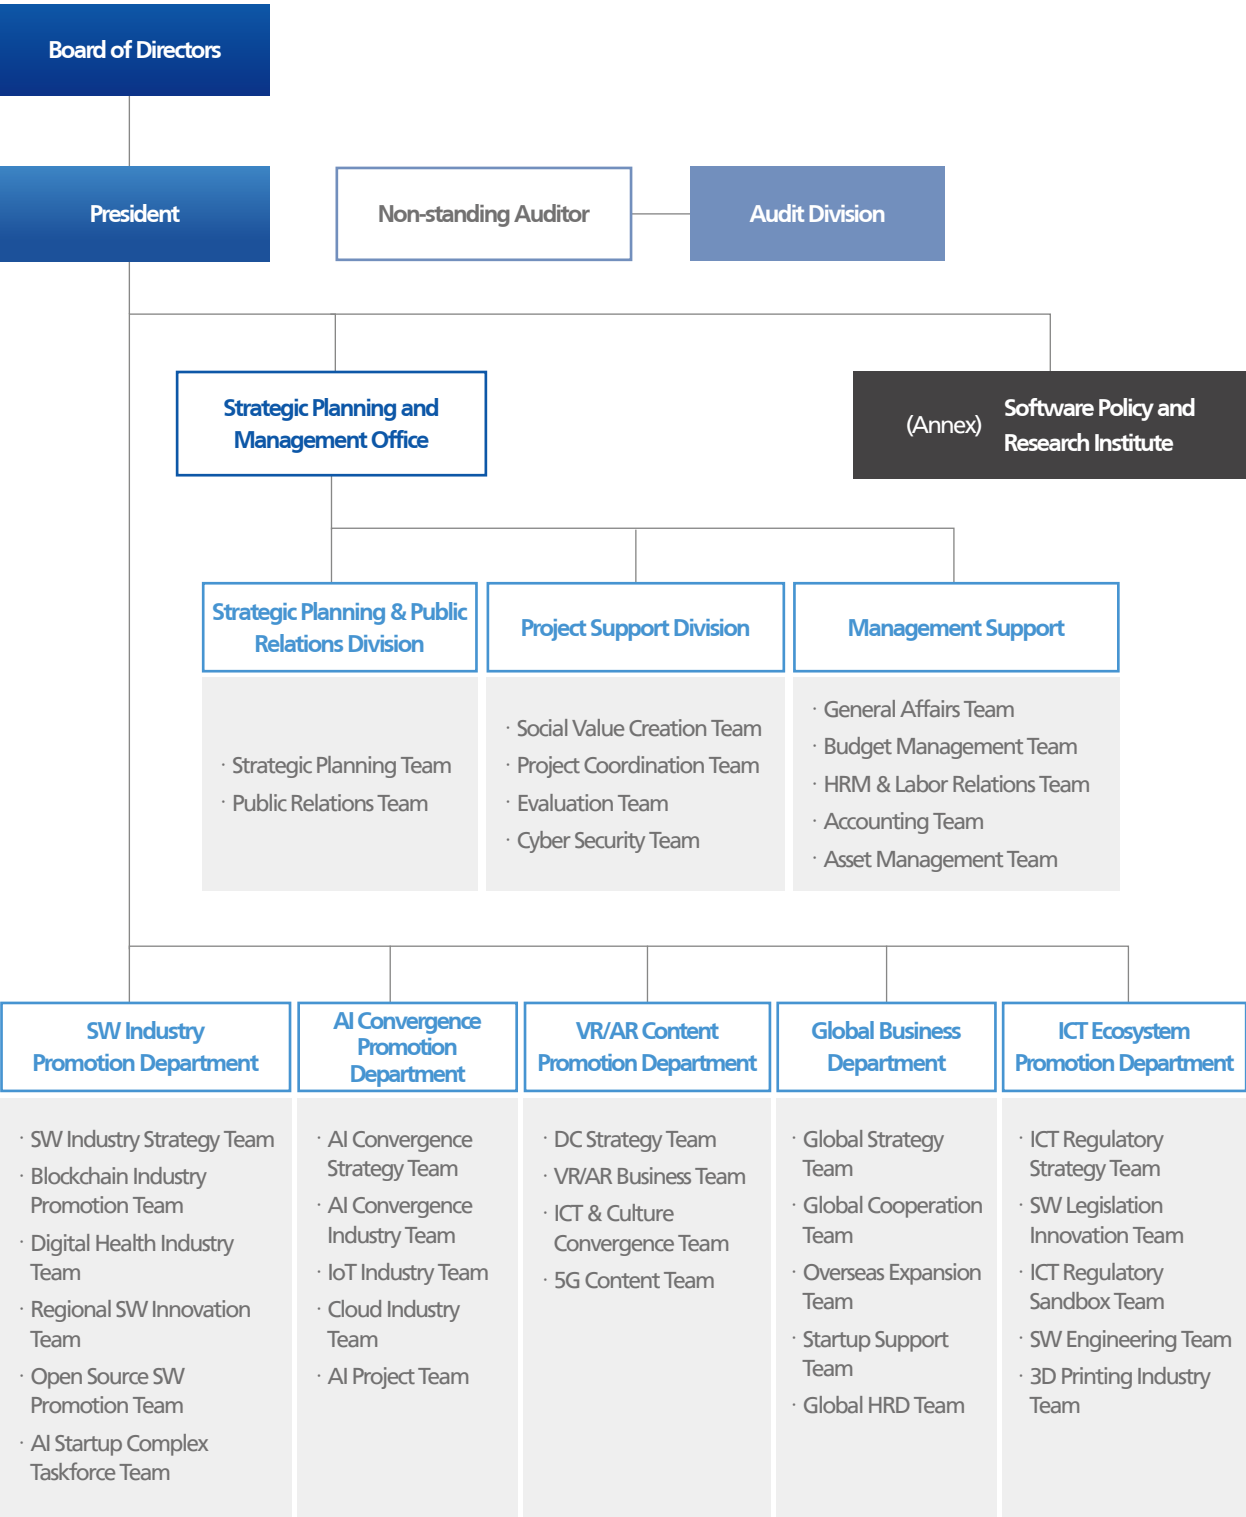 Board of Directors
President
Non-standing Auditor
Audit Division
Strategic Planning and
Management Office
(Annex)
Software Policy and
Research Institute
Strategic Planning & Public
Relations Division
· Strategic Planning Team
· Public Relations Team
Project Support Division
· Social Value Creation Team
· Project Coordination Team
· Evaluation Team
· Cyber Security Team
Management Support
· General Affairs Team
· Budget Management Team
· HRM & Labor Relations Team
· Accounting Team
· Asset Management Team
SW Industry
Promotion Department
· SW Industry Strategy Team
· Blockchain Industry
Promotion Team
· Digital Health Industry
Team
· Regional SW Innovation
Team
· Open Source SW
Promotion Team
· AI Startup Complex
Taskforce Team
AI Convergence
Promotion
Department
· AI Convergence
Strategy Team
· AI Convergence
Industry Team
· IoT Industry Team
· Cloud Industry
Team
· AI Project Team
VR/AR Content
Promotion Department
· DC Strategy Team
· VR/AR Business Team
· ICT & Culture
Convergence Team
· 5G Content Team
Global Business
Department
· Global Strategy
Team
· Global Cooperation
Team
· Overseas Expansion
Team
· Startup Support
Team
· Global HRD Team
ICT Ecosystem
Promotion Department
· ICT Regulatory
Strategy Team
· SW Legislation
Innovation Team
· ICT Regulatory
Sandbox Team
· SW Engineering Team
· 3D Printing Industry
Team